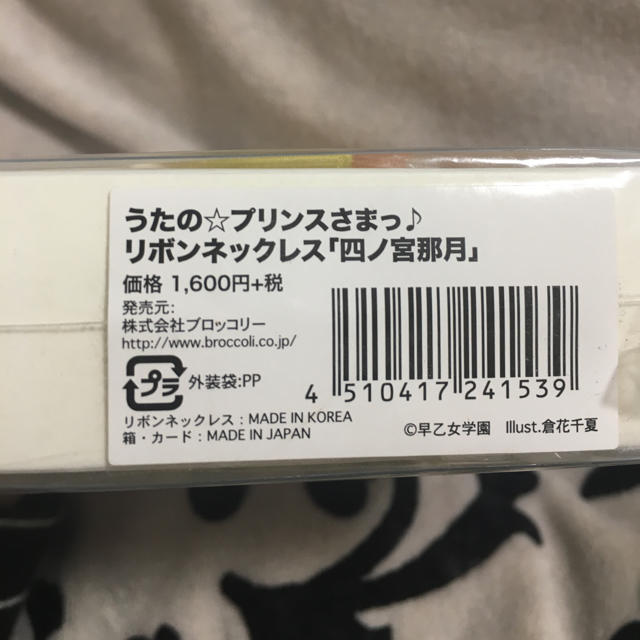 うたの☆プリンスさまっ♪
リボンネックレス「四ノ宮那月」
価格 1,600円+税
発売元:
株式会社ブロッコリー
http://www.broccoli.co.jp/
プラ 外装袋:PP
4 510417 241539
リボンネックレス : MADE IN KOREA
箱・カード : MADE IN JAPAN
©早乙女学園 Illust.倉花千夏